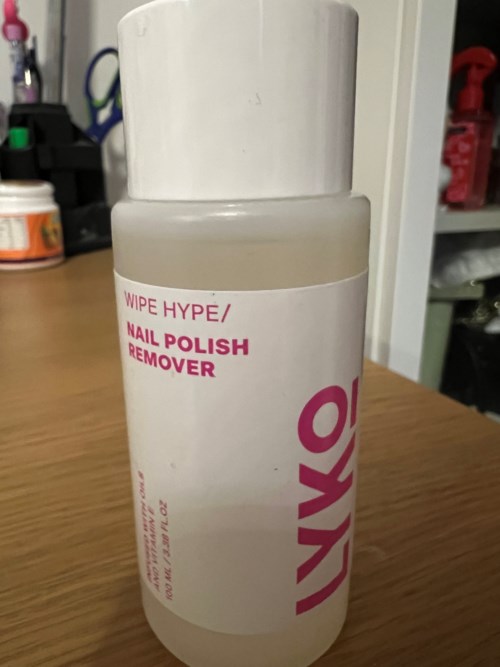 WIPE HYPE/
NAIL POLISH
REMOVER
INFUSED WITH OILS
AND VITAMIN E
100 ML / 3.38 FL.OZ
LYKO